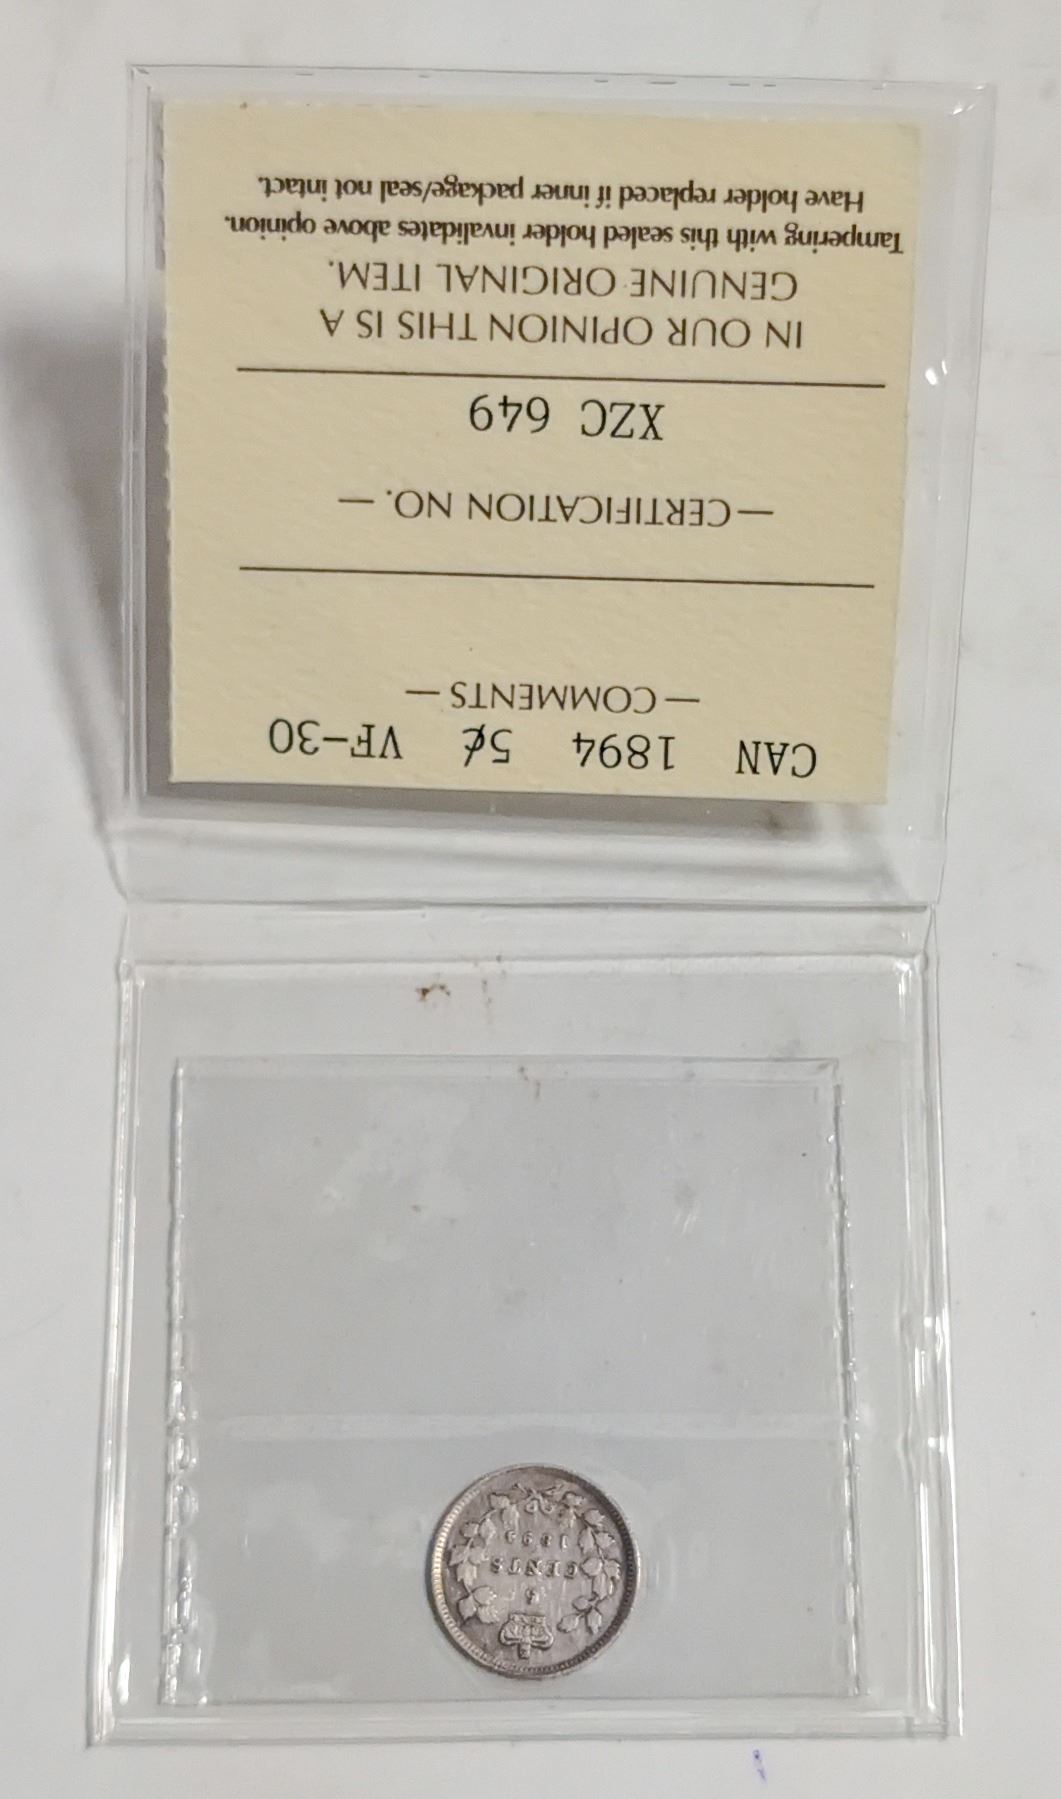 5
CENTS
CAN 1894 5¢ VF-30
— COMMENTS —
— CERTIFICATION NO. —
XZC 649
IN OUR OPINION THIS IS A
GENUINE ORIGINAL ITEM.
Tampering with this sealed holder invalidates above opinion.
Have holder replaced if inner package/seal not intact.